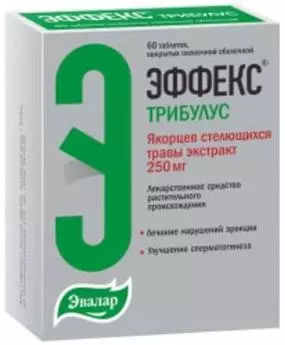 60 таблеток,
покрытых пленочной оболочкой
Э
ЭФФЕКС®
ТРИБУЛУС
Якорцев стелющихся
травы экстракт
250 мг
Лекарственное средство
растительного
происхождения
• Лечение нарушений эрекции
• Улучшение сперматогенеза
Эвалар